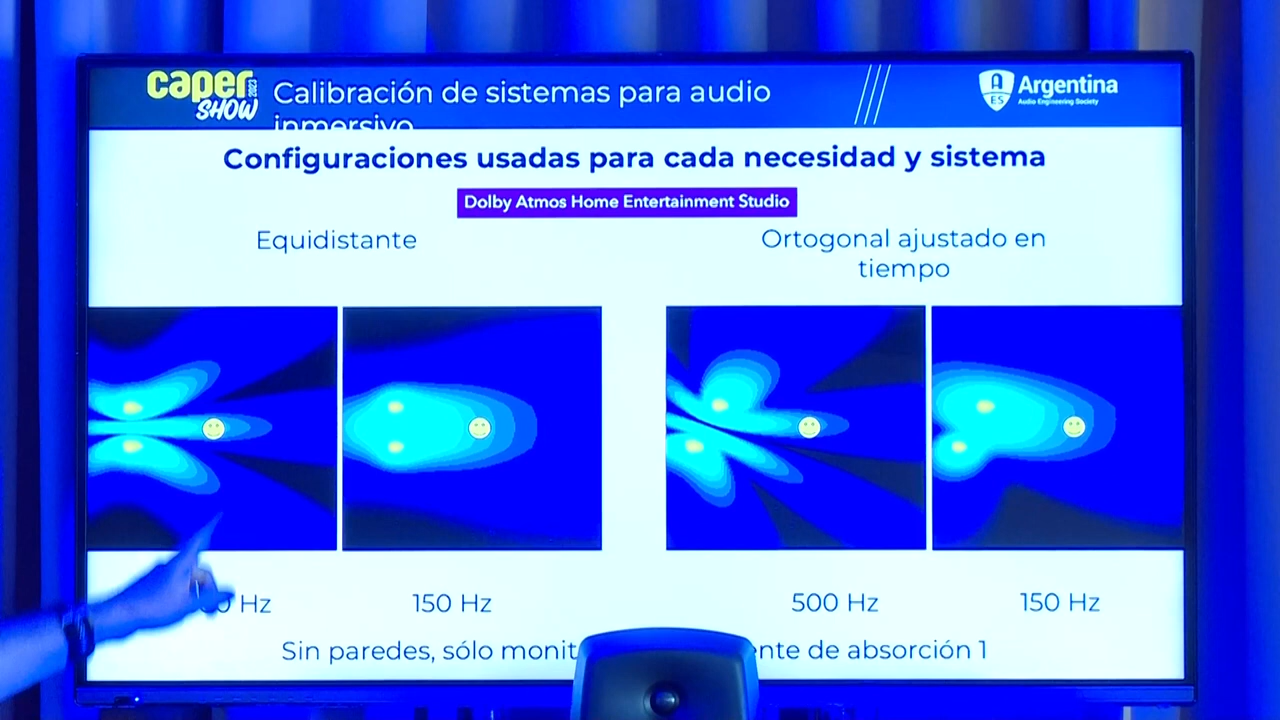 caper
2023
SHOW
Calibración de sistemas para audio
inmersivo
A
ES
Argentina
Audio Engineering Society
Configuraciones usadas para cada necesidad y sistema
Dolby Atmos Home Entertainment Studio
Equidistante
Ortogonal ajustado en
tiempo
0 Hz
150 Hz
500 Hz
150 Hz
Sin paredes, sólo monit
ente de absorción 1